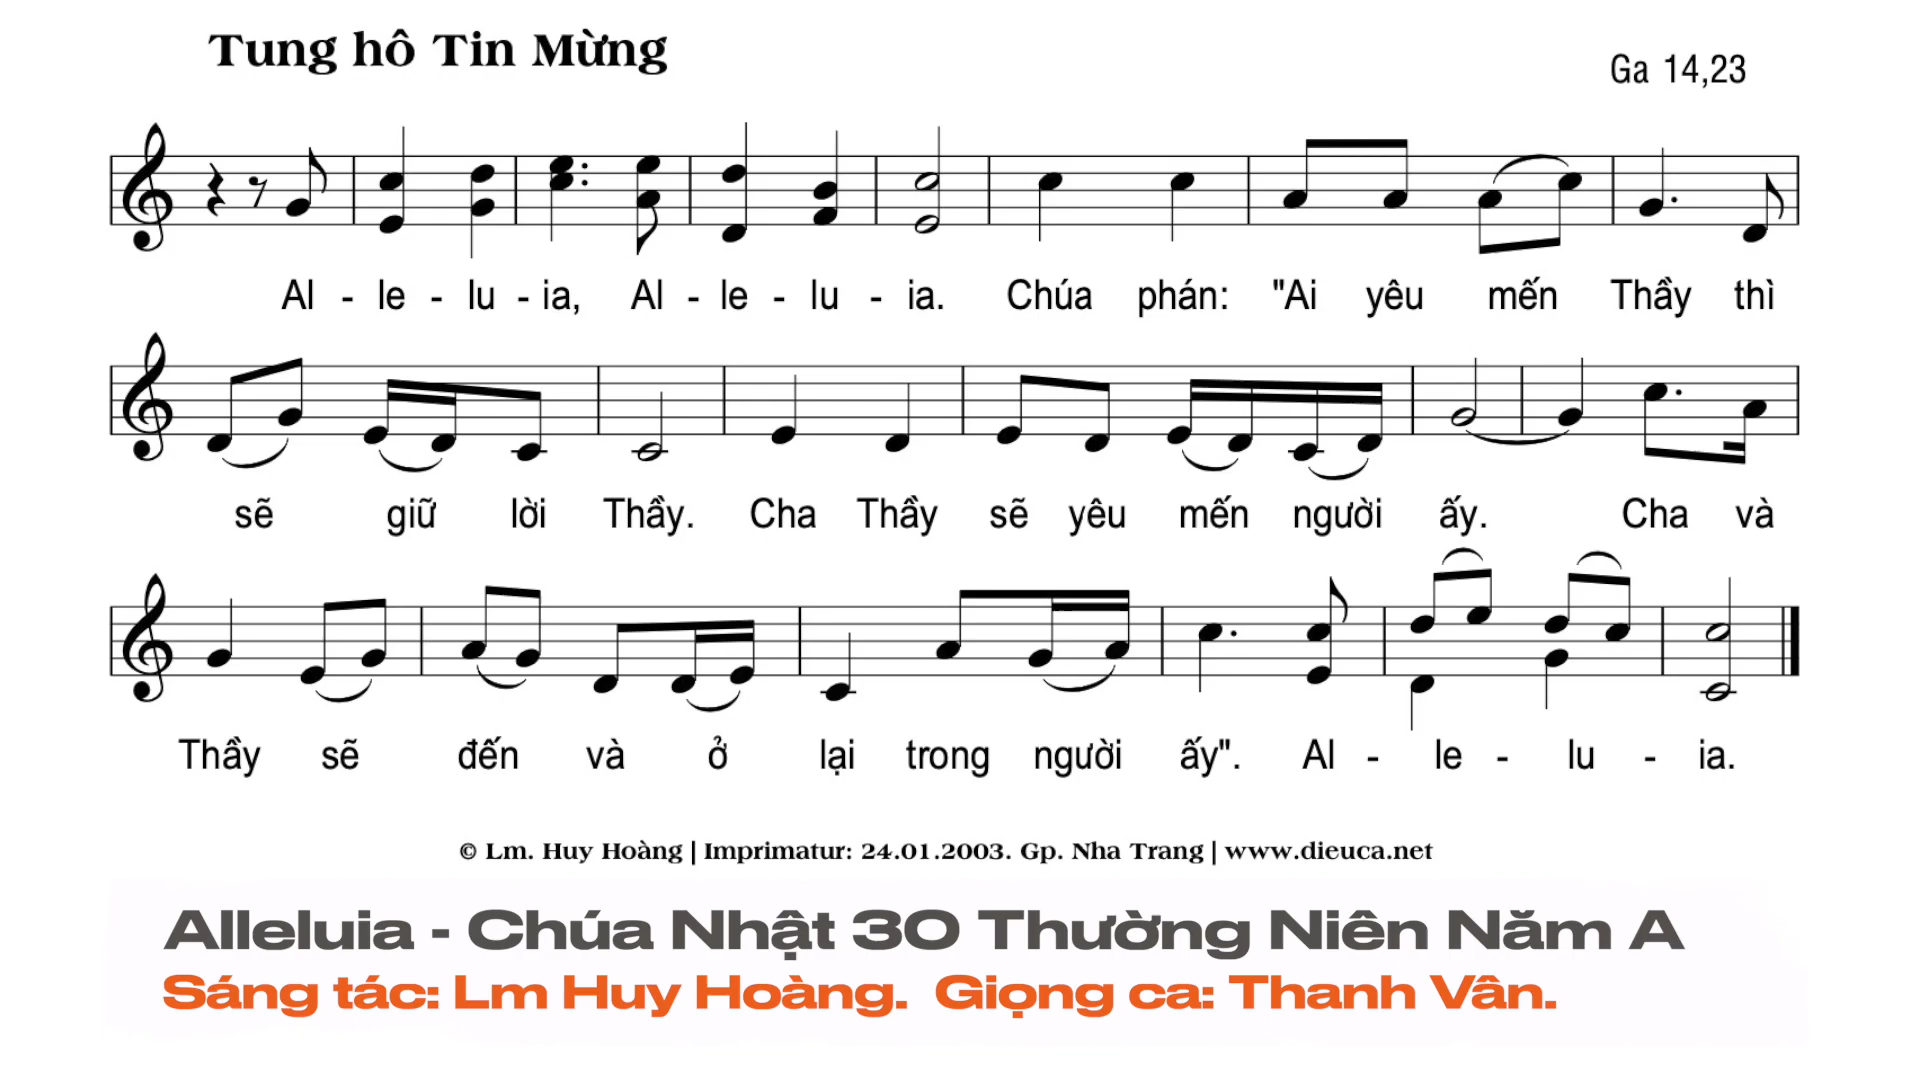 Tung hô Tin Mừng
Ga 14,23
Al - le - lu - ia, Al - le - lu - ia. Chúa phán: "Ai yêu mến Thầy thì
sẽ giữ lời Thầy. Cha Thầy sẽ yêu mến người ấy. Cha và
Thầy sẽ đến và ở lại trong người ấy". Al - le - lu - ia.
© Lm. Huy Hoàng | Imprimatur: 24.01.2003. Gp. Nha Trang | www.dieuca.net
Alleluia - Chúa Nhật 30 Thường Niên Năm A
Sáng tác: Lm Huy Hoàng. Giọng ca: Thanh Vân.